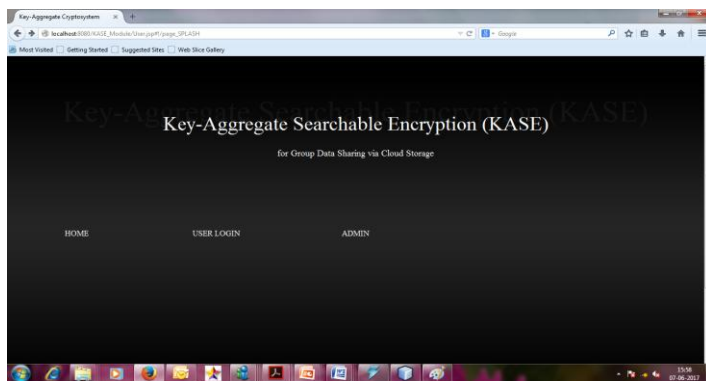 Key-Aggregate Cryptosystem
localhost:8080/KASE_Module/User.jsp#!/page_SPLASH
Google
Most Visited Getting Started Suggested Sites Web Slice Gallery
Key-Aggregate Searchable Encryption (KASE)
Key-Aggregate Searchable Encryption (KASE)
for Group Data Sharing via Cloud Storage
HOME USER LOGIN ADMIN
15:58
07-06-2017